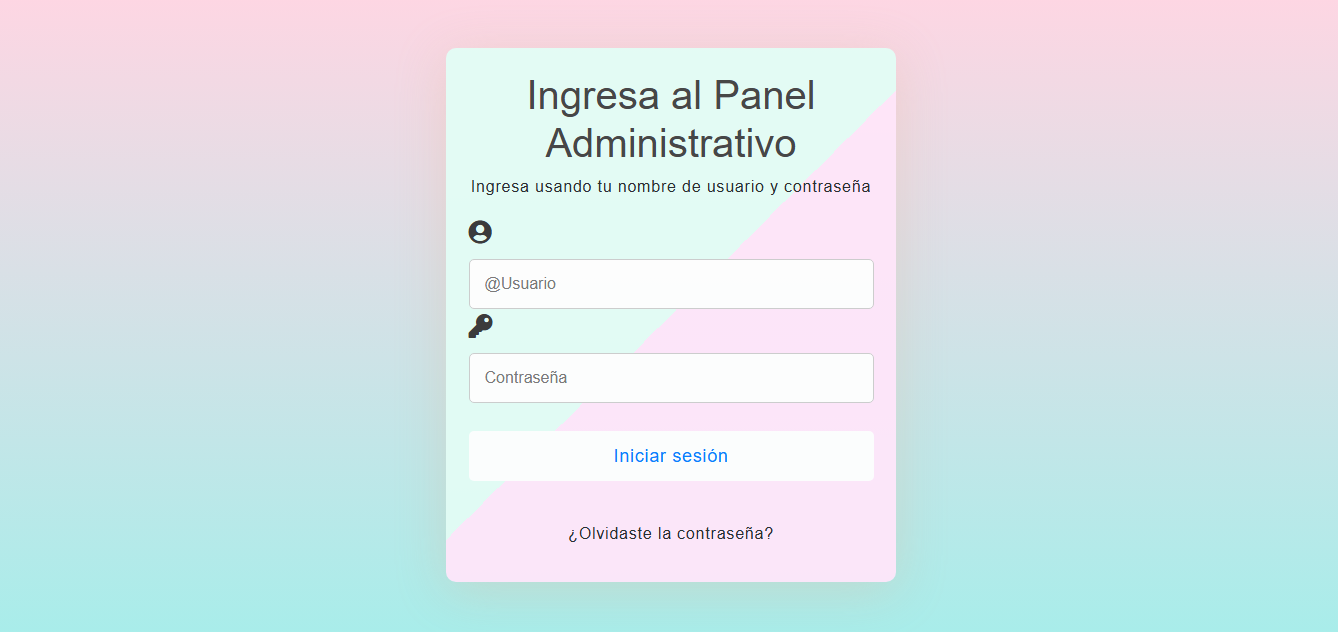 Ingresa al Panel
Administrativo
Ingresa usando tu nombre de usuario y contraseña
@Usuario
Contraseña
Iniciar sesión
¿Olvidaste la contraseña?